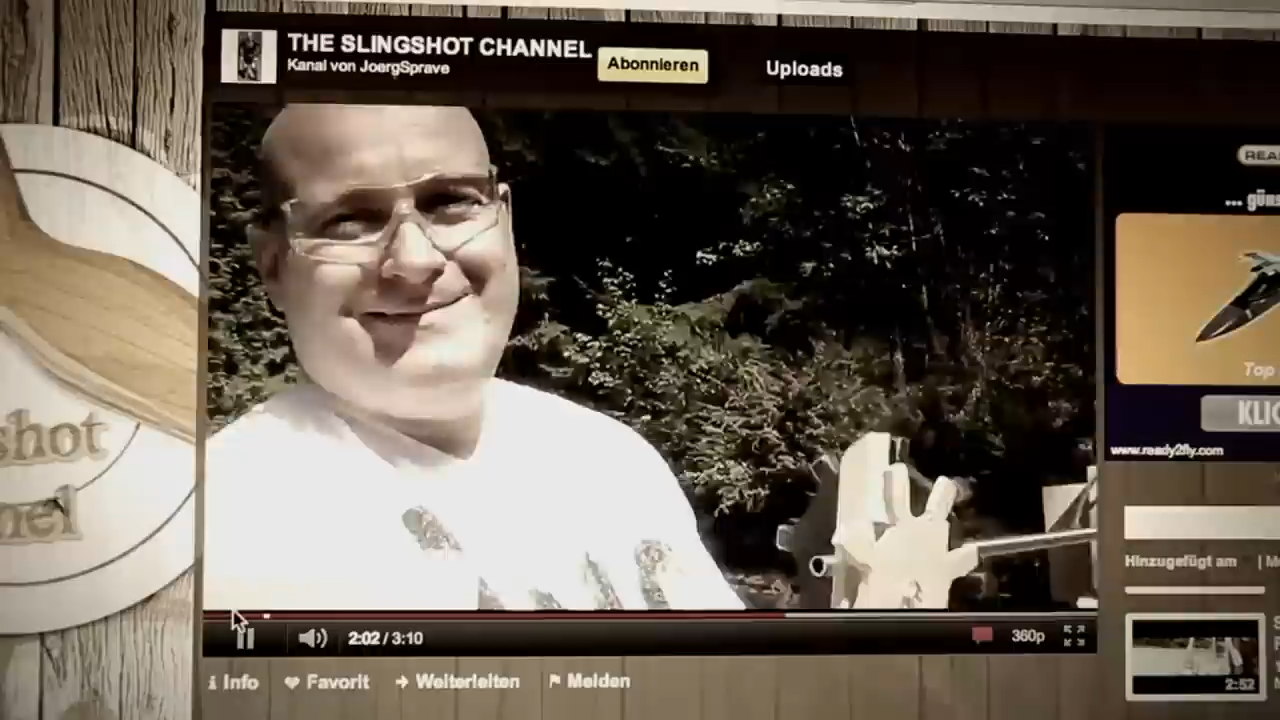 THE SLINGSHOT CHANNEL
Kanal von JoergSprave
Abonnieren
Uploads
... 
www.ready2fly.com
Top
shot
Hinzugefügt am
2:02 / 3:10
360p
Info
Favorit
Weiterleiten
Melden
2:52